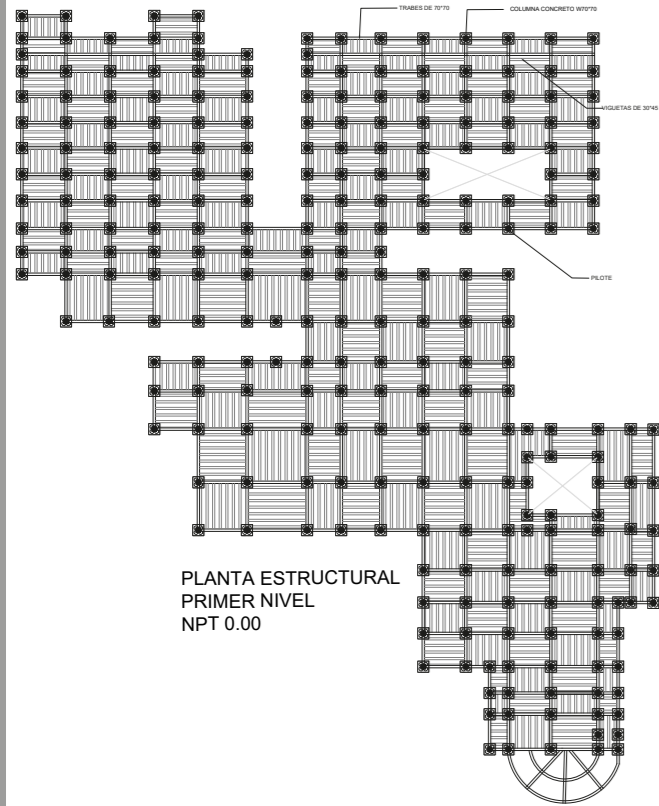 TRABES DE 70*70
COLUMNA CONCRETO W70*70
VIGUETAS DE 30*45
PILOTE
PLANTA ESTRUCTURAL
PRIMER NIVEL
NPT 0.00